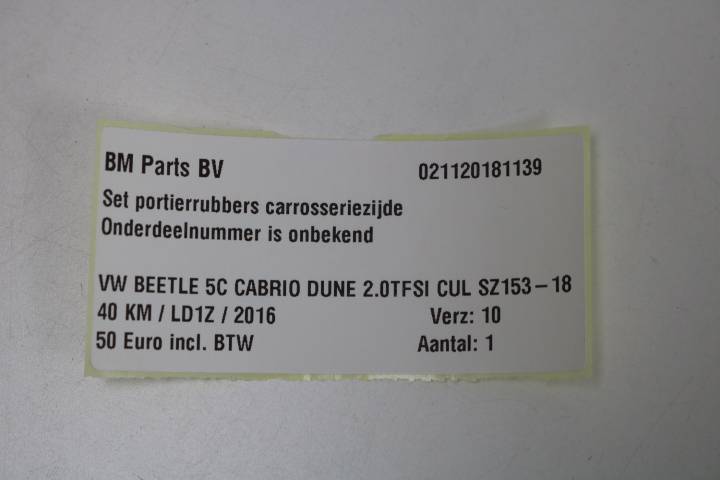 BM Parts BV 021120181139
Set portierrubbers carrosseriezijde
Onderdeelnummer is onbekend
VW BEETLE 5C CABRIO DUNE 2.0TFSI CUL SZ153-18
40 KM / LD1Z / 2016 Verz: 10
50 Euro incl. BTW Aantal: 1